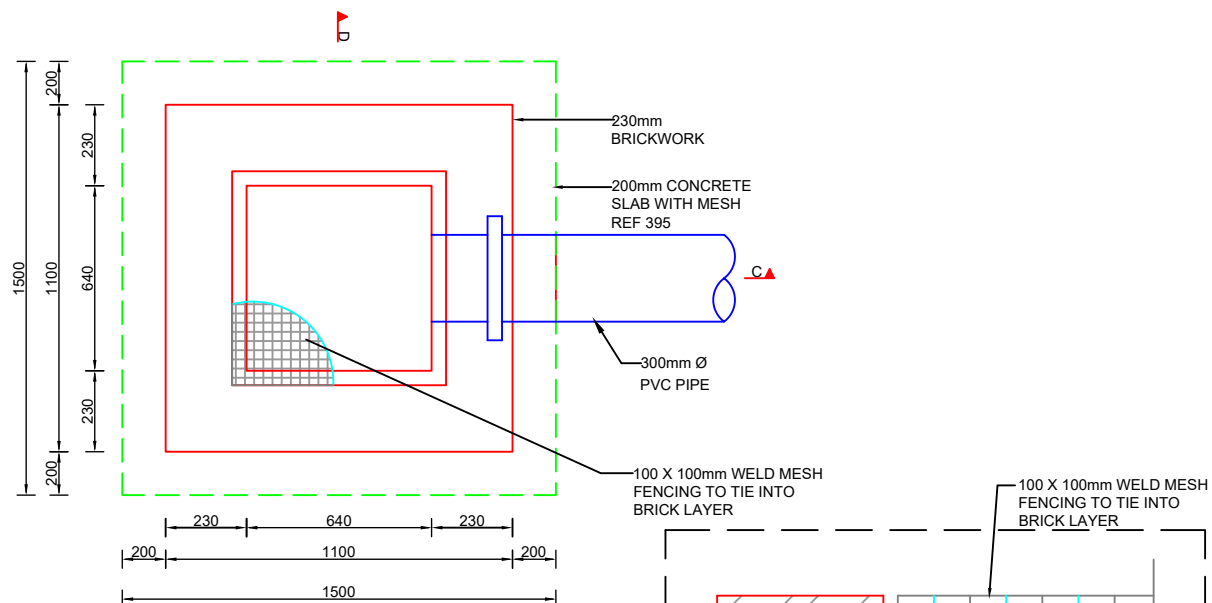 D
230mm
BRICKWORK
200mm CONCRETE
SLAB WITH MESH
REF 395
C
300mm Ø
PVC PIPE
100 X 100mm WELD MESH
FENCING TO TIE INTO
BRICK LAYER
100 X 100mm WELD MESH
FENCING TO TIE INTO
BRICK LAYER
1500
200
1100
200
230
640
230
230
640
230
200
1100
200
1500